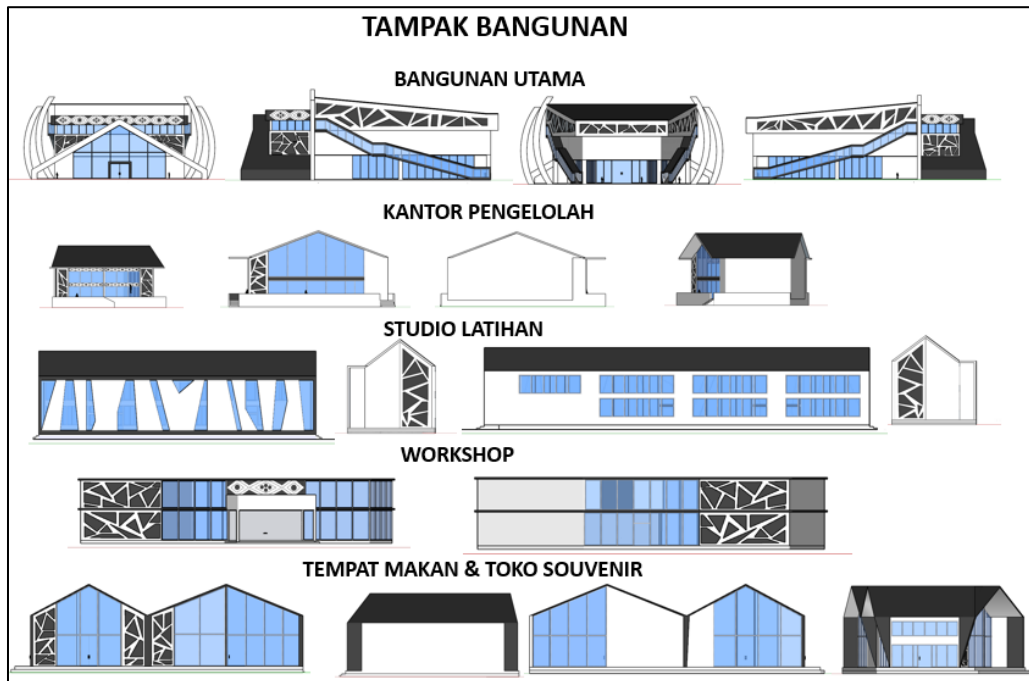 TAMPAK BANGUNAN
BANGUNAN UTAMA
KANTOR PENGELOLAH
STUDIO LATIHAN
WORKSHOP
TEMPAT MAKAN & TOKO SOUVENIR